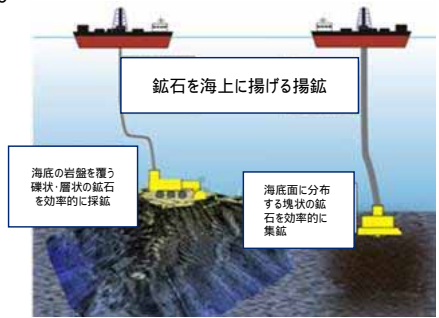 鉱石を海上に揚げる揚鉱
海底の岩盤を覆う
礫状・層状の鉱石
を効率的に採鉱
海底面に分布
する塊状の鉱
石を効率的に
集鉱